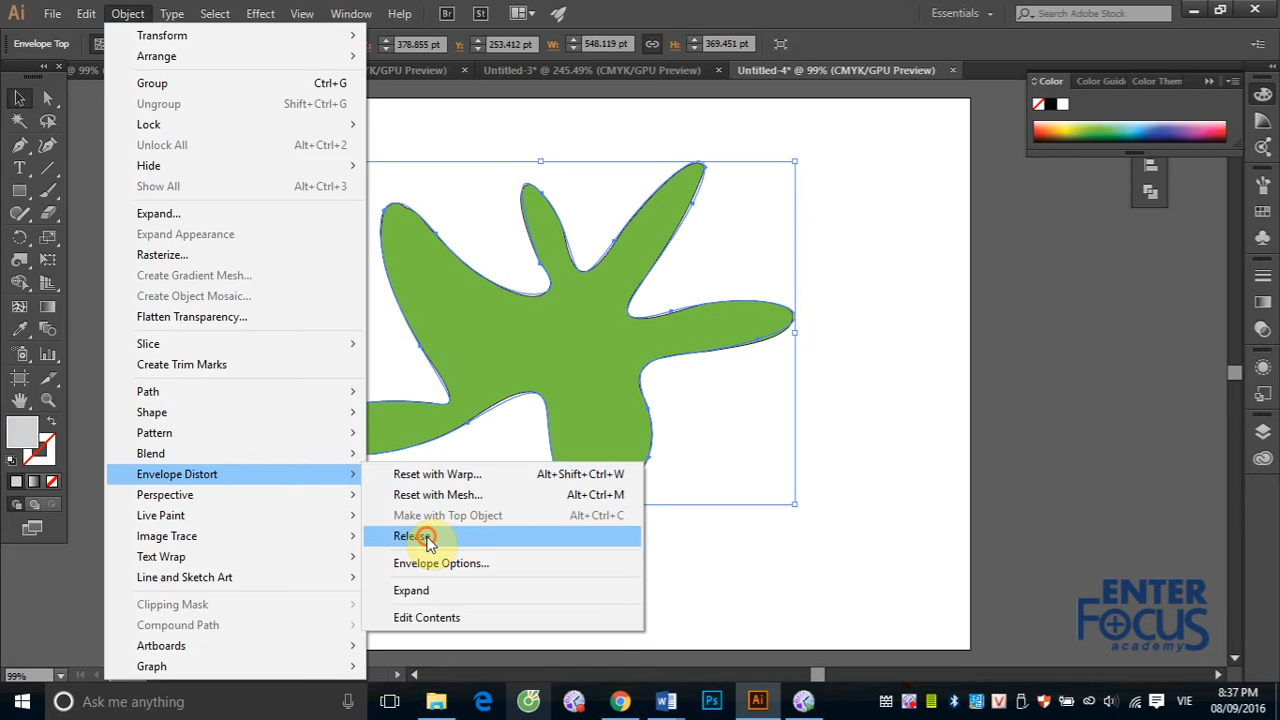 Ai File Edit Object Type Select Effect View Window Help Br St Essentials Search Adobe Stock
Envelope Top 378.855 pt Y: 253.412 pt W: 548.119 pt H: 369.451 pt
@ 99% (CMYK/GPU Preview) × Untitled-3* @ 245.49% (CMYK/GPU Preview) × Untitled-4* @ 99% (CMYK/GPU Preview) ×
Color Color Guide Color Them
Transform
Arrange
Group Ctrl+G
Ungroup Shift+Ctrl+G
Lock
Unlock All Alt+Ctrl+2
Hide
Show All Alt+Ctrl+3
Expand...
Expand Appearance
Rasterize...
Create Gradient Mesh...
Create Object Mosaic...
Flatten Transparency...
Slice
Create Trim Marks
Path
Shape
Pattern
Blend
Envelope Distort
Perspective
Live Paint
Image Trace
Text Wrap
Line and Sketch Art
Clipping Mask
Compound Path
Artboards
Graph
Reset with Warp... Alt+Shift+Ctrl+W
Reset with Mesh... Alt+Ctrl+M
Make with Top Object Alt+Ctrl+C
Release
Envelope Options...
Expand
Edit Contents
ENTER
FOCUS
academy
99%
Ask me anything
Ps Ai VIE 8:37 PM
08/09/2016